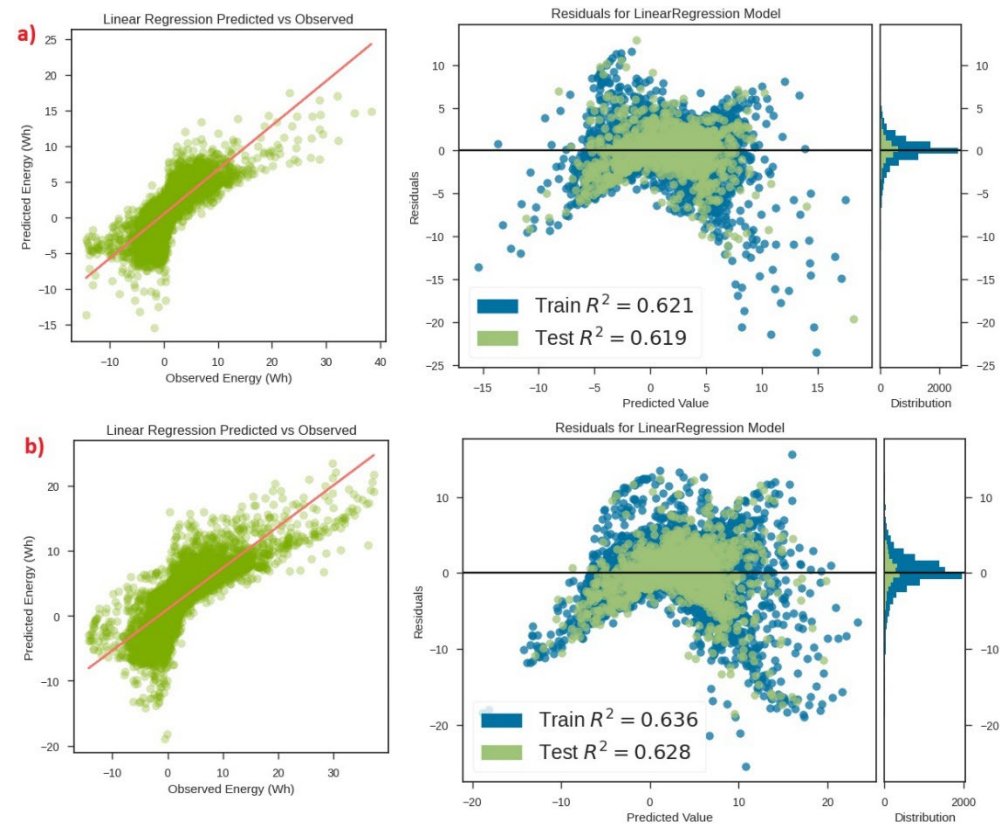 a)
Linear Regression Predicted vs Observed
25
20
15
10
5
0
−5
−10
−15
Predicted Energy (Wh)
−10 0 10 20 30 40
Observed Energy (Wh)
Residuals for LinearRegression Model
10
5
0
−5
−10
−15
−20
−25
Residuals
Train R² = 0.621
Test R² = 0.619
−15 −10 −5 0 5 10 15
Predicted Value
10
5
0
−5
−10
−15
−20
−25
0 2000
Distribution
b)
Linear Regression Predicted vs Observed
20
10
0
−10
−20
Predicted Energy (Wh)
−10 0 10 20 30
Observed Energy (Wh)
Residuals for LinearRegression Model
10
0
−10
−20
Residuals
Train R² = 0.636
Test R² = 0.628
−20 −10 0 10 20
Predicted Value
10
0
−10
−20
0 2000
Distribution